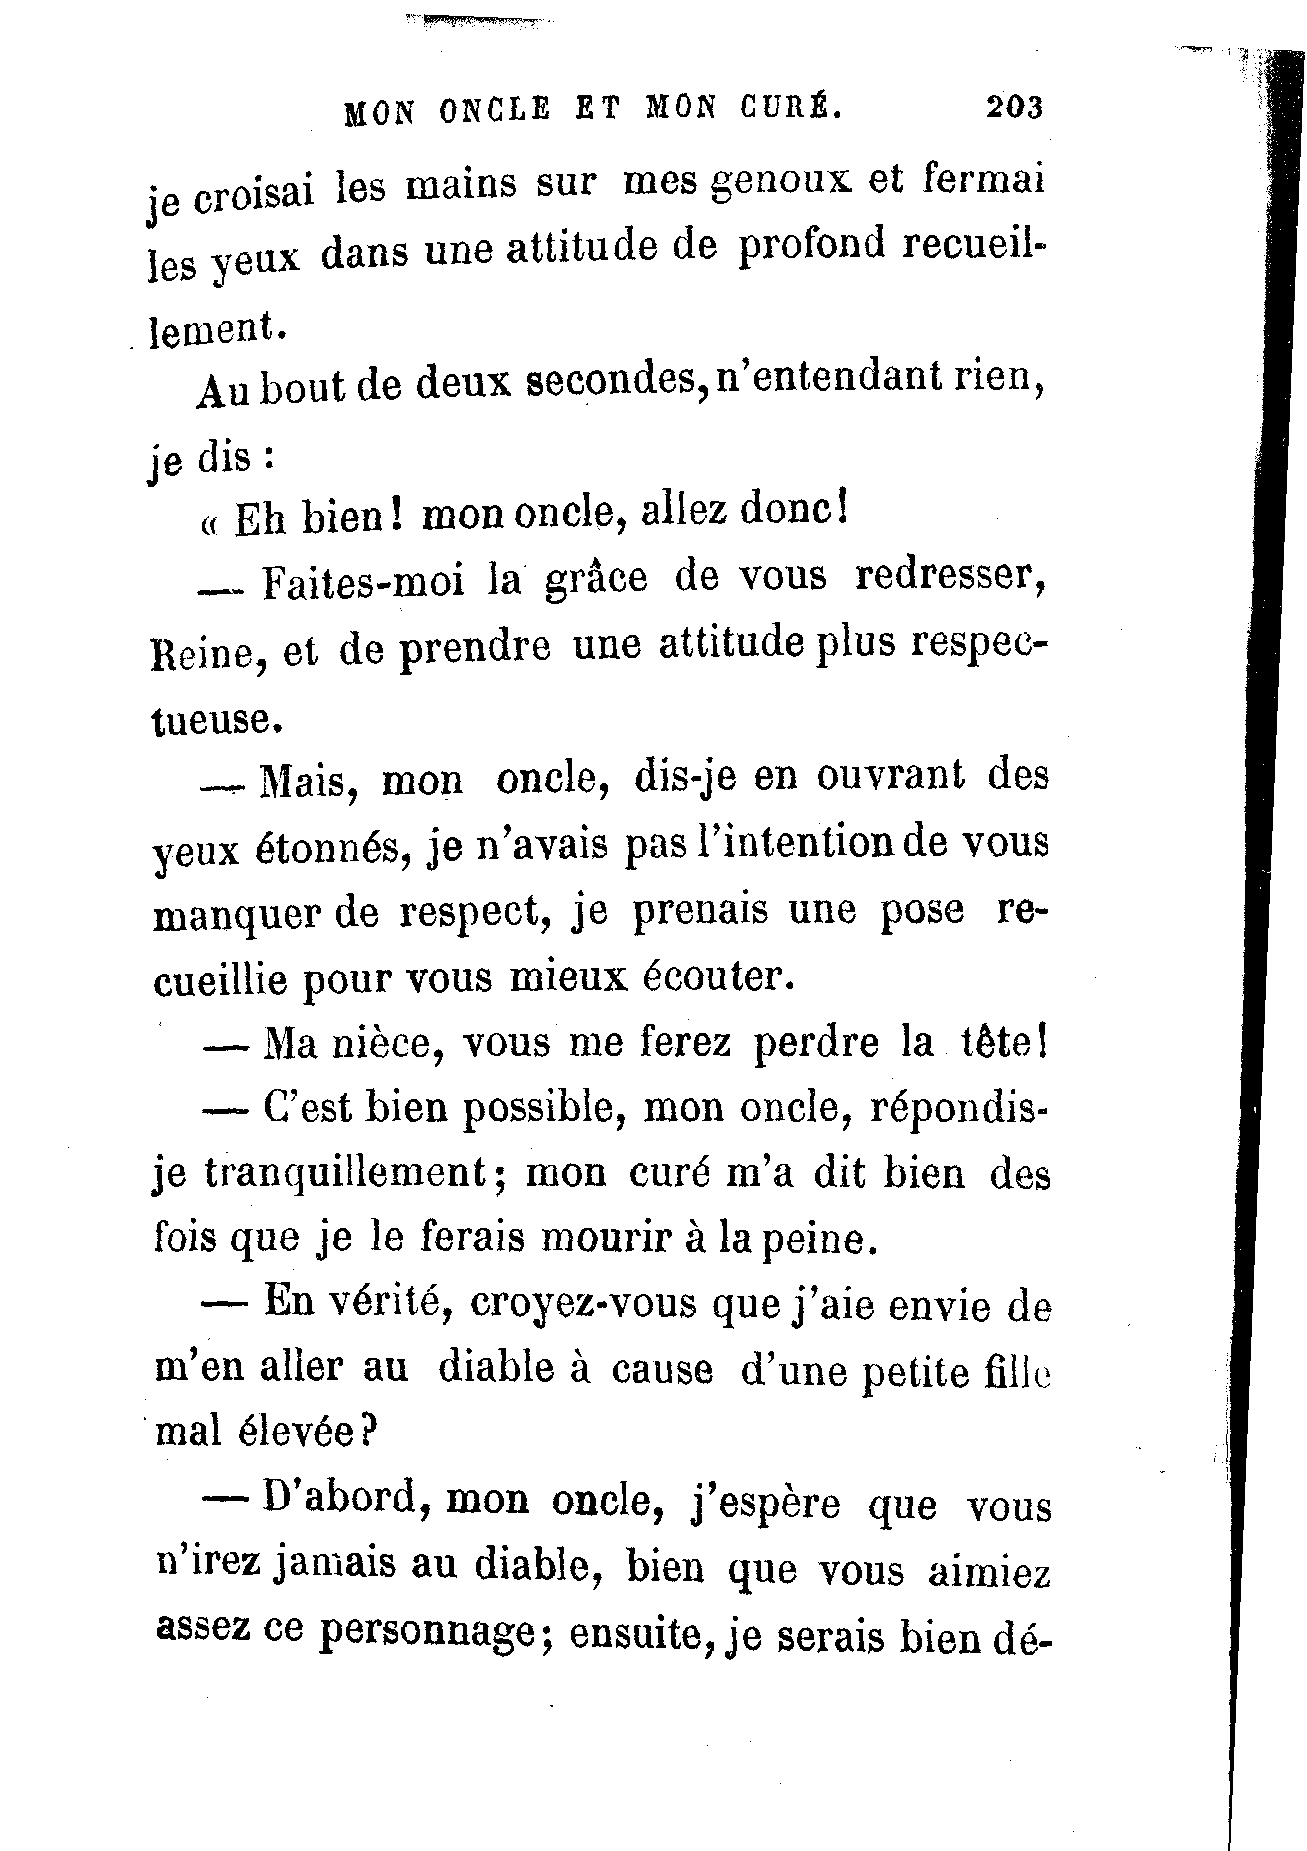 MON ONCLE ET MON CURÉ. 203
je croisai les mains sur mes genoux et fermai
les yeux dans une attitude de profond recueil-
lement.
Au bout de deux secondes, n'entendant rien,
je dis :
« Eh bien! mon oncle, allez donc!
— Faites-moi la grâce de vous redresser,
Reine, et de prendre une attitude plus respec-
tueuse.
— Mais, mon oncle, dis-je en ouvrant des
yeux étonnés, je n'avais pas l'intention de vous
manquer de respect, je prenais une pose re-
cueillie pour vous mieux écouter.
— Ma nièce, vous me ferez perdre la tête!
— C'est bien possible, mon oncle, répondis-
je tranquillement; mon curé m'a dit bien des
fois que je le ferais mourir à la peine.
— En vérité, croyez-vous que j'aie envie de
m'en aller au diable à cause d'une petite fille
mal élevée?
— D'abord, mon oncle, j'espère que vous
n'irez jamais au diable, bien que vous aimiez
assez ce personnage; ensuite, je serais bien dé-